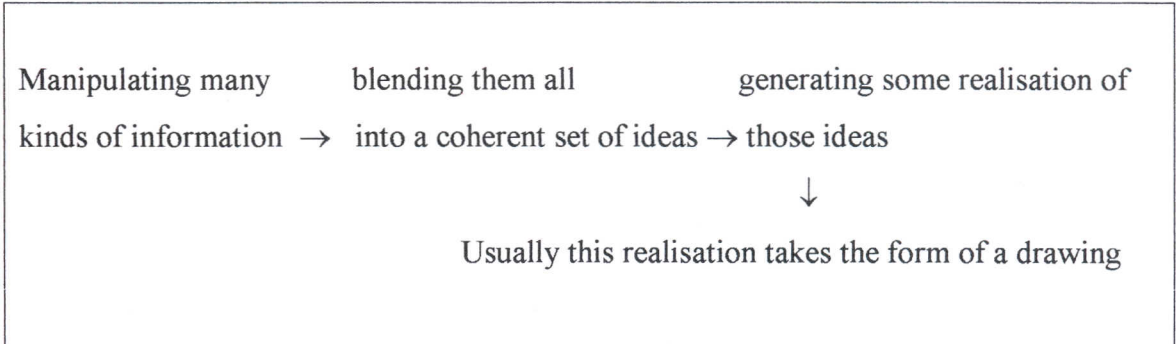 Manipulating many blending them all generating some realisation of
kinds of information → into a coherent set of ideas → those ideas
↓
Usually this realisation takes the form of a drawing